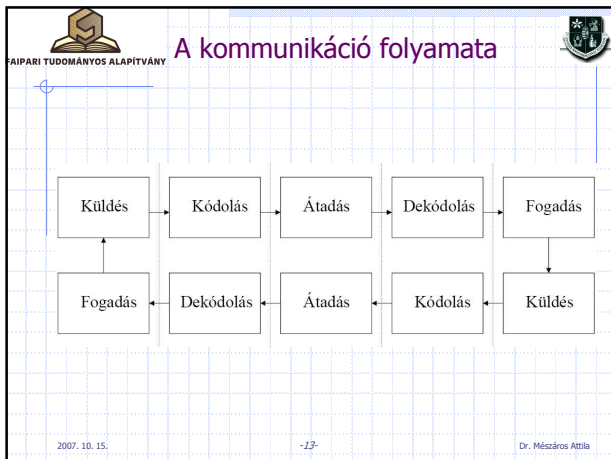 A kommunikáció folyamata
FAIPARI TUDOMÁNYOS ALAPÍTVÁNY
Küldés Kódolás Átadás Dekódolás Fogadás
Fogadás Dekódolás Átadás Kódolás Küldés
2007. 10. 15. -13- Dr. Mészáros Attila